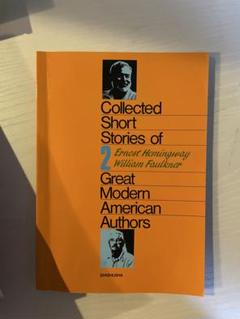 Collected
Short
Stories of
2 Ernest Hemingway
William Faulkner
Great
Modern
American
Authors